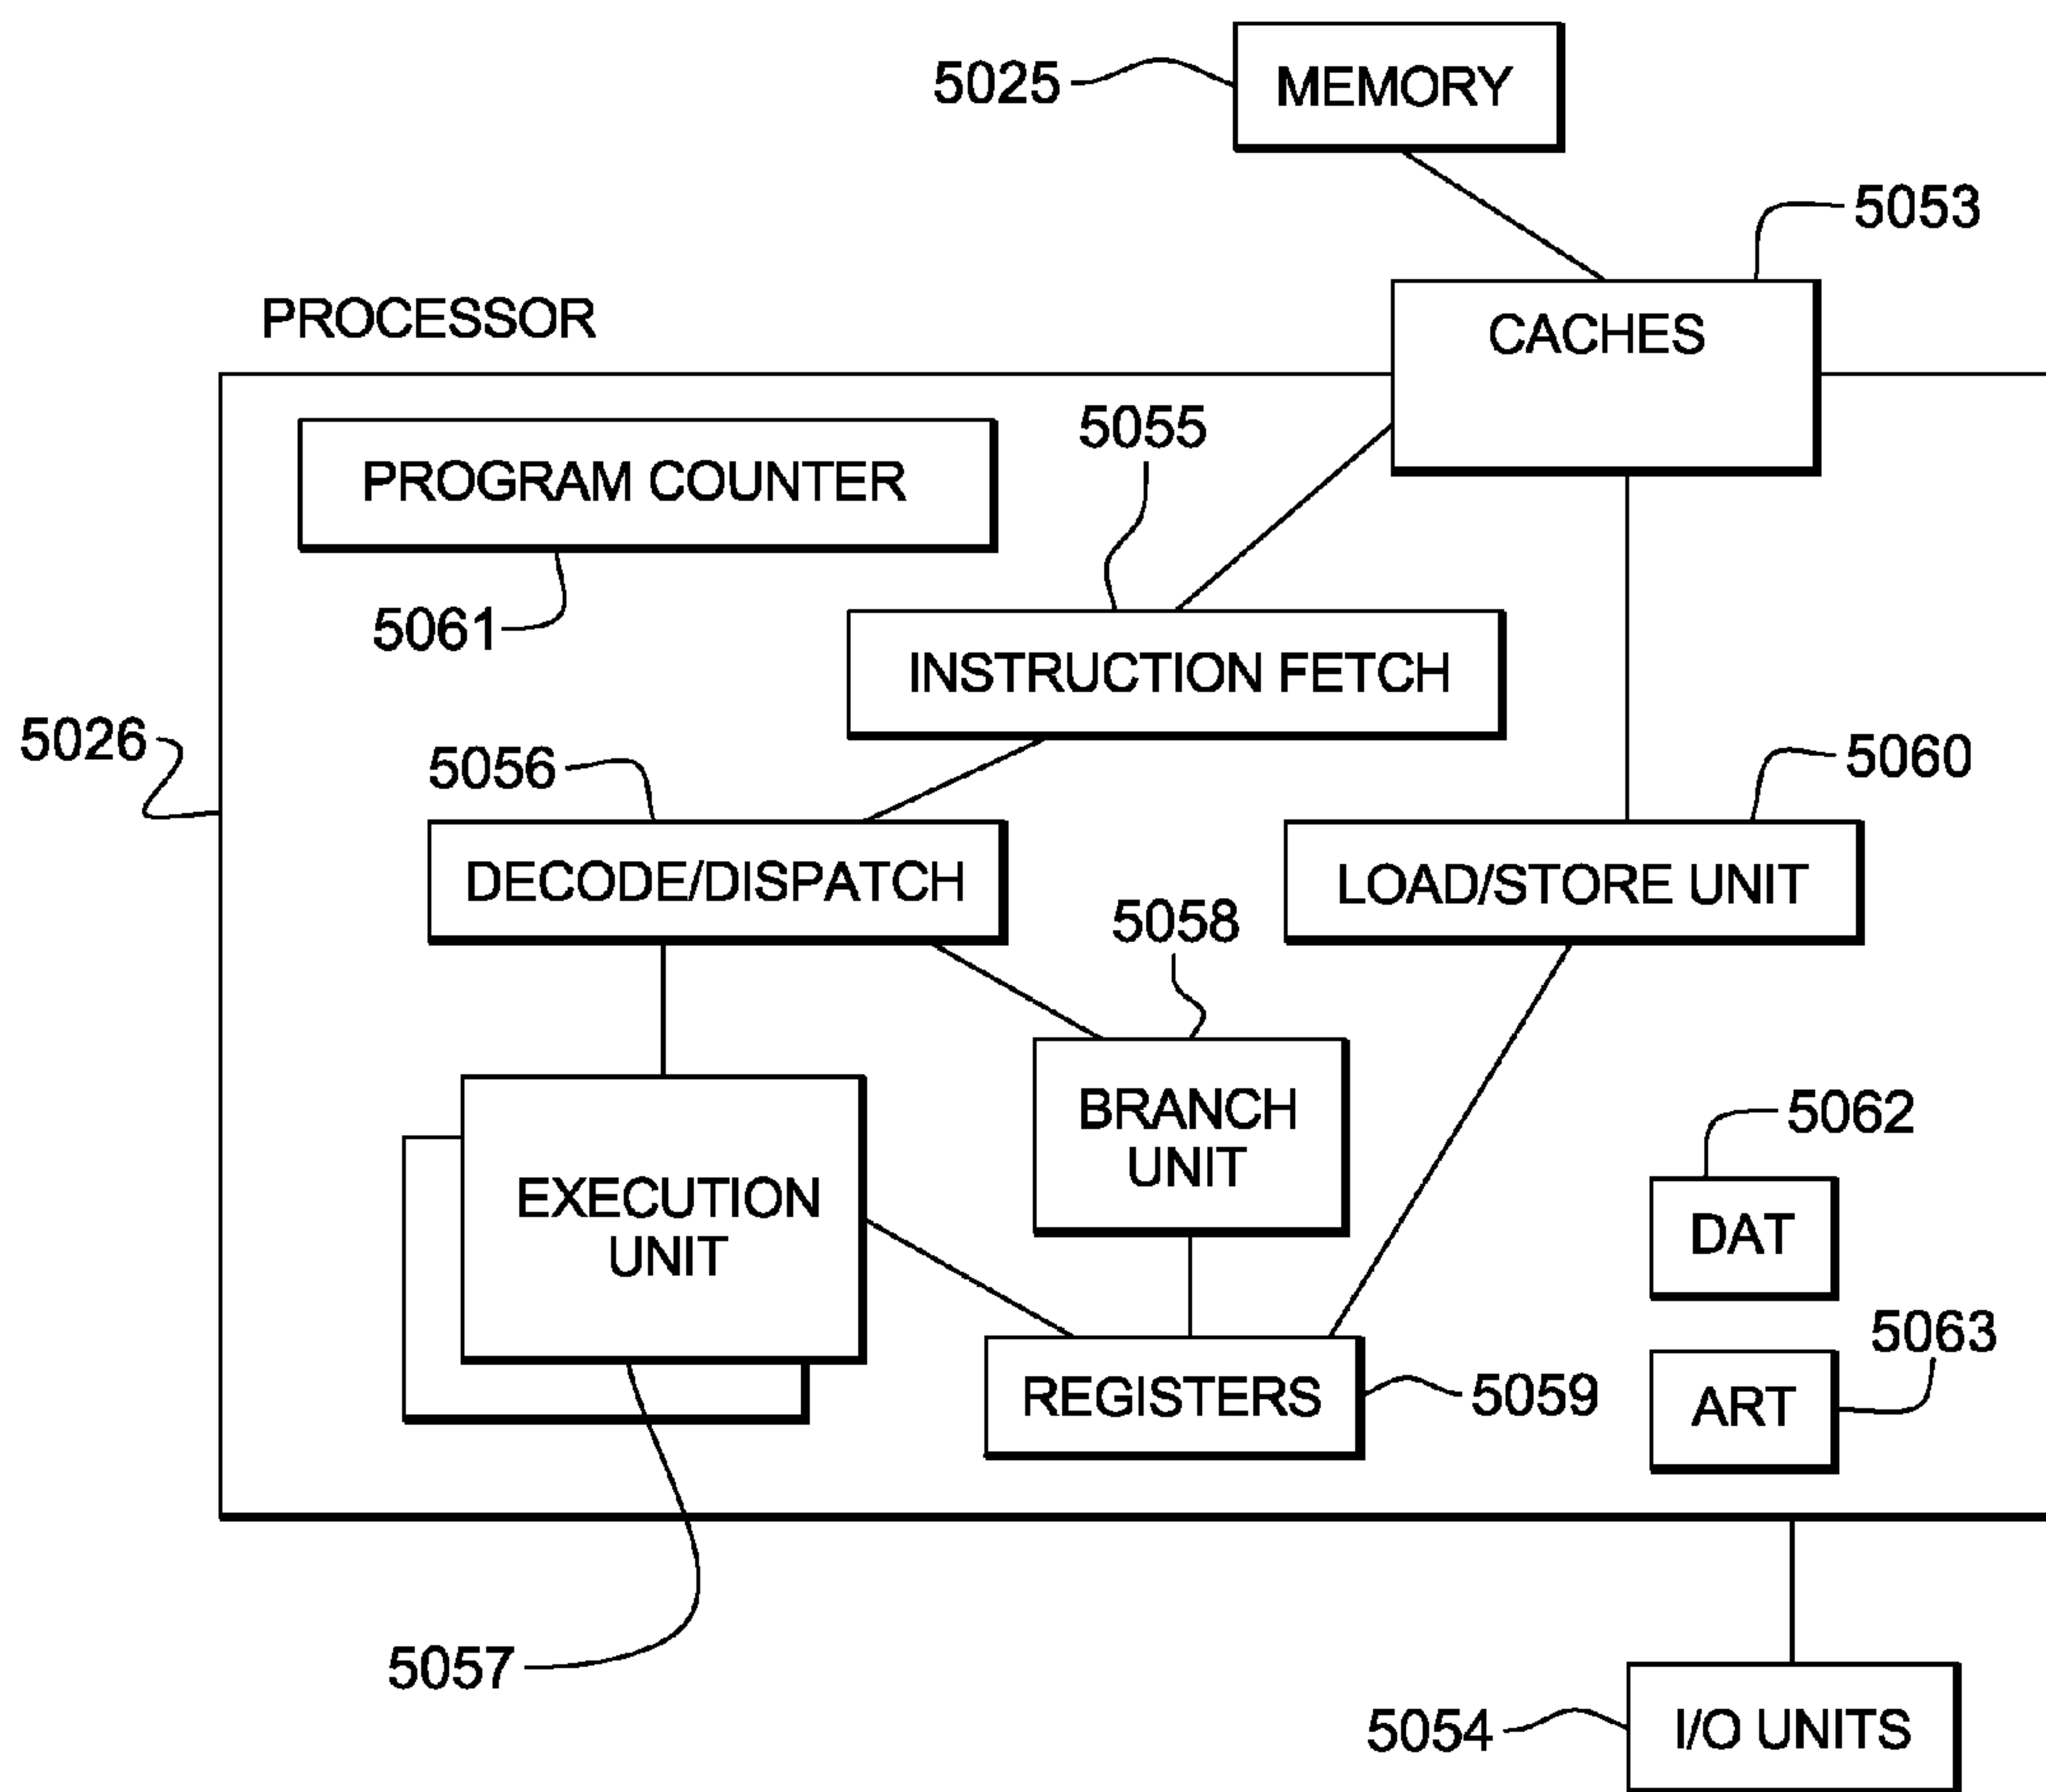 MEMORY
5025
5053
CACHES
PROCESSOR
5055
PROGRAM COUNTER
5061
INSTRUCTION FETCH
5026
5056
5060
DECODE/DISPATCH
LOAD/STORE UNIT
5058
BRANCH
UNIT
5062
EXECUTION
UNIT
DAT
5063
REGISTERS
5059
ART
5057
5054
I/O UNITS